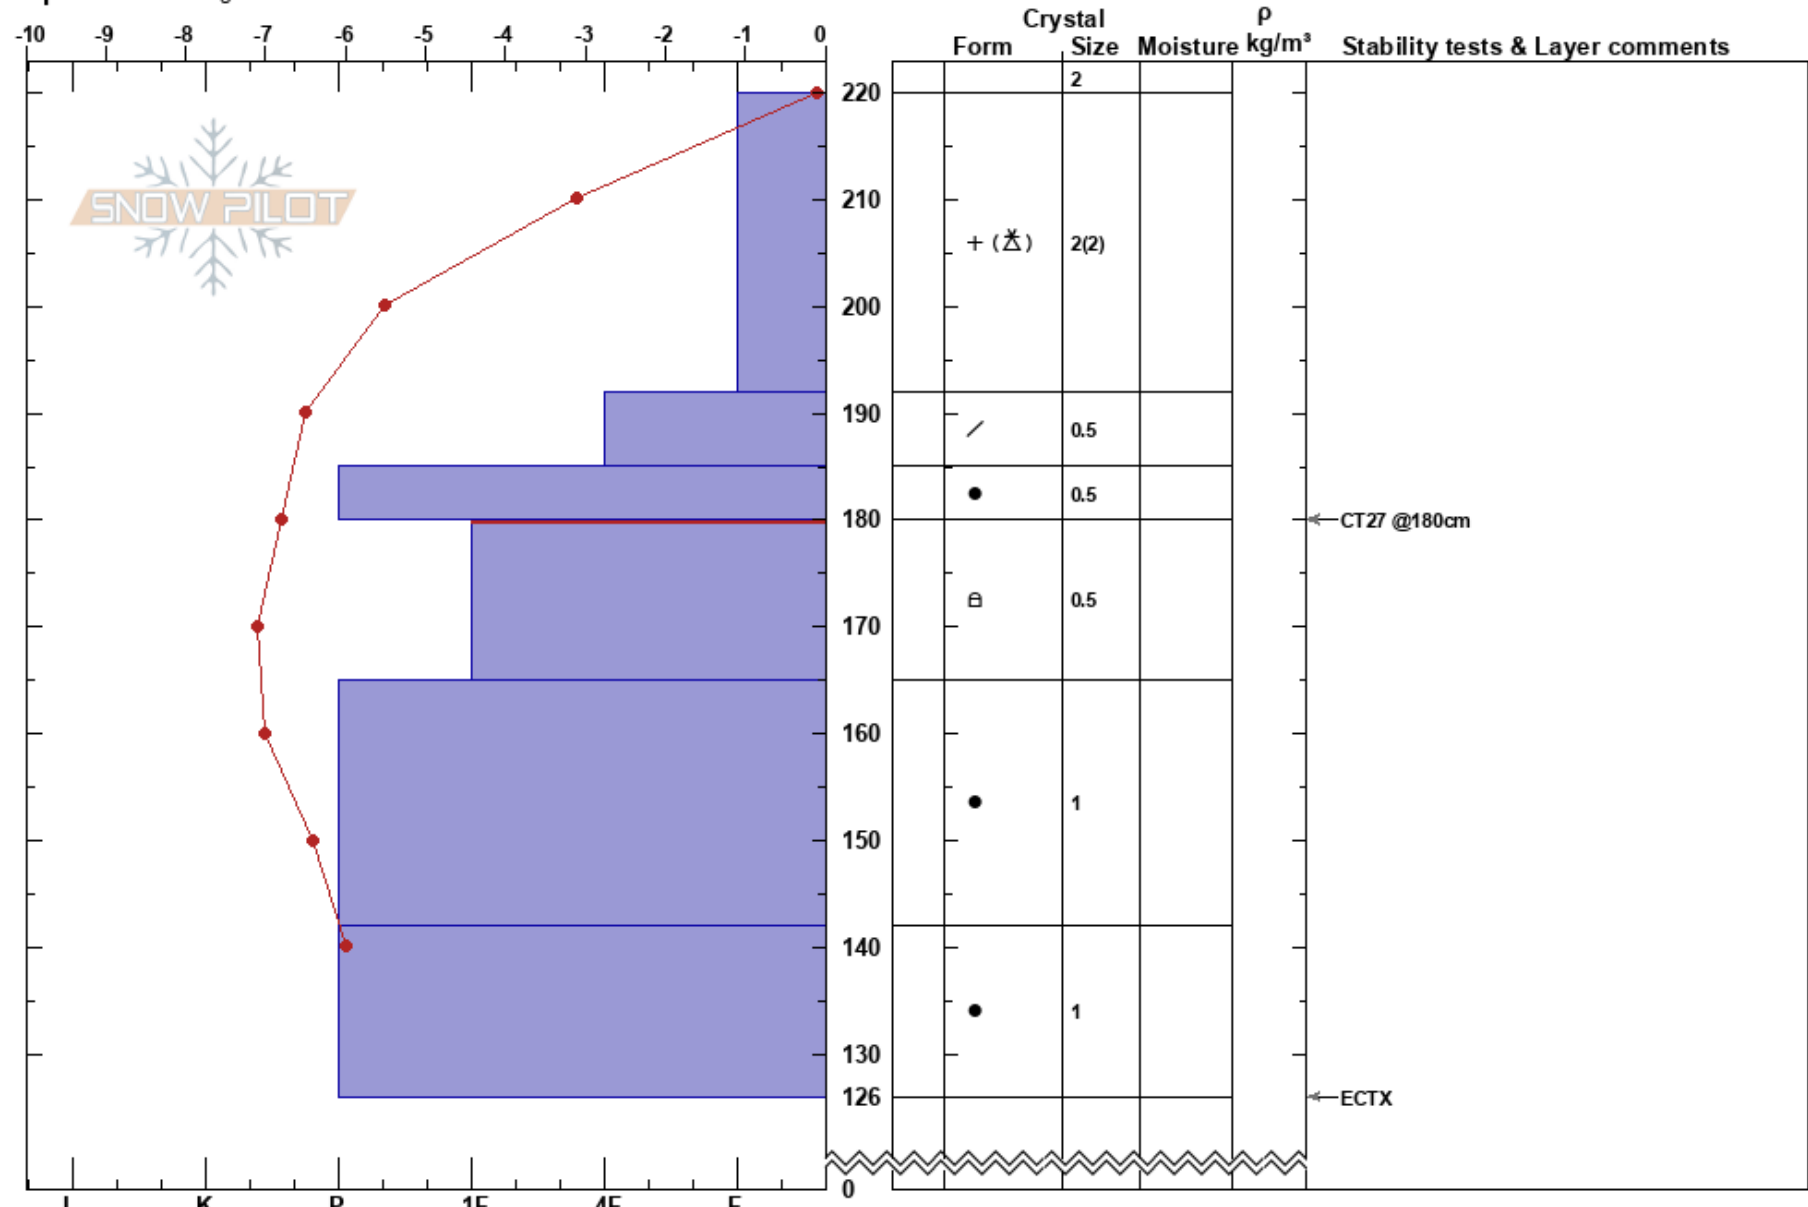 Crystal ρ
-10 -9 -8 -7 -6 -5 -4 -3 -2 -1 0 Form Size Moisture kg/m³ Stability tests & Layer comments
2
220
SNOW PILOT
210
+ ( ) 2(2)
200
190
/ 0.5
● 0.5
180 CT27 @180cm
0.5
170
160
● 1
150
140
● 1
130
126 ECTX
0
I K P 1F 4F F